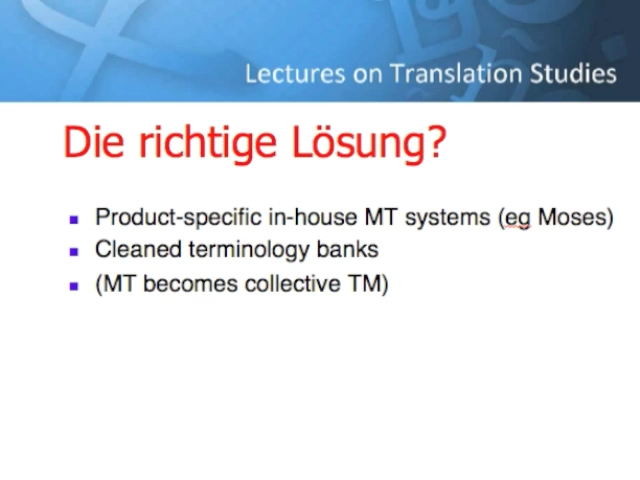 Lectures on Translation Studies
Die richtige Lösung?
Product-specific in-house MT systems (eg Moses)
Cleaned terminology banks
(MT becomes collective TM)